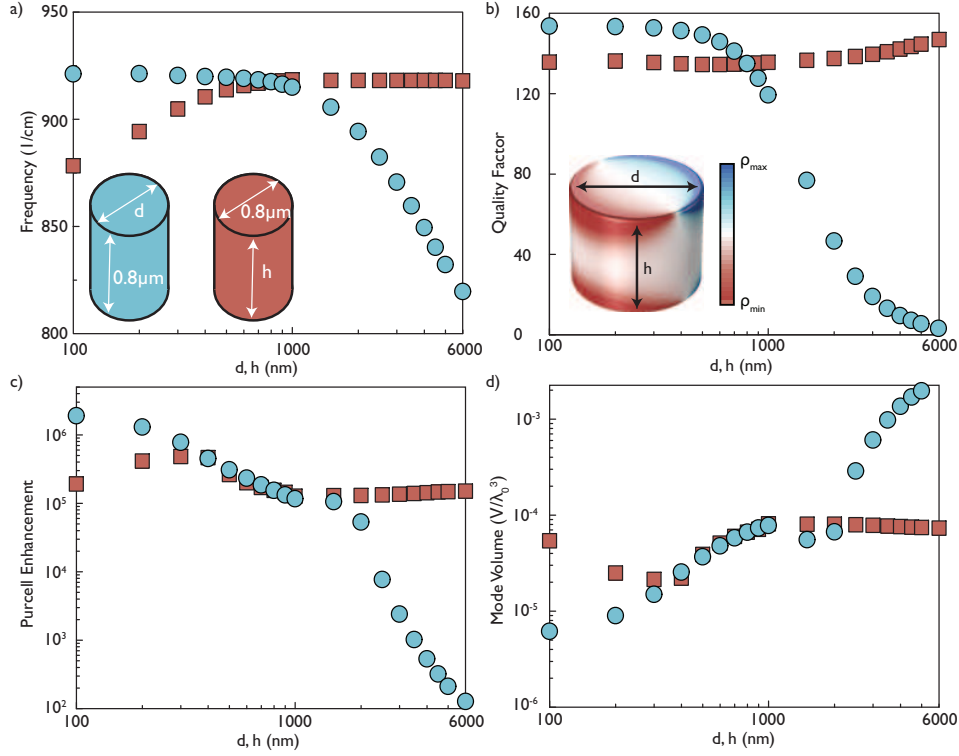 a)
950
900
850
800
Frequency (1/cm)
d
0.8μm
0.8μm
h
100
1000
6000
d, h (nm)
b)
160
120
80
40
0
Quality Factor
d
h
ρmax
ρmin
100
1000
6000
d, h (nm)
c)
10^6
10^5
10^4
10^3
10^2
Purcell Enhancement
100
1000
6000
d, h (nm)
d)
10^-3
10^-4
10^-5
10^-6
Mode Volume (V/λ₀³)
100
1000
6000
d, h (nm)